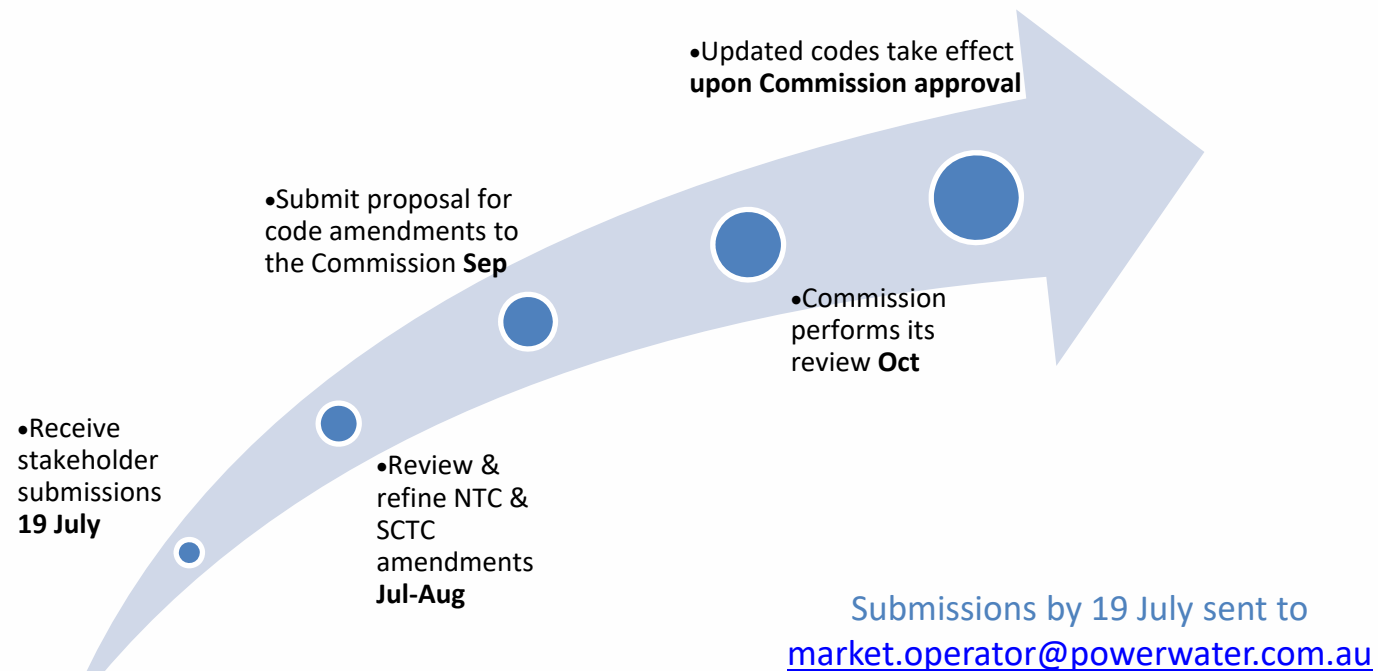 •Receive
stakeholder
submissions
19 July
•Review &
refine NTC &
SCTC
amendments
Jul-Aug
•Submit proposal for
code amendments to
the Commission Sep
•Commission
performs its
review Oct
•Updated codes take effect
upon Commission approval
Submissions by 19 July sent to
market.operator@powerwater.com.au